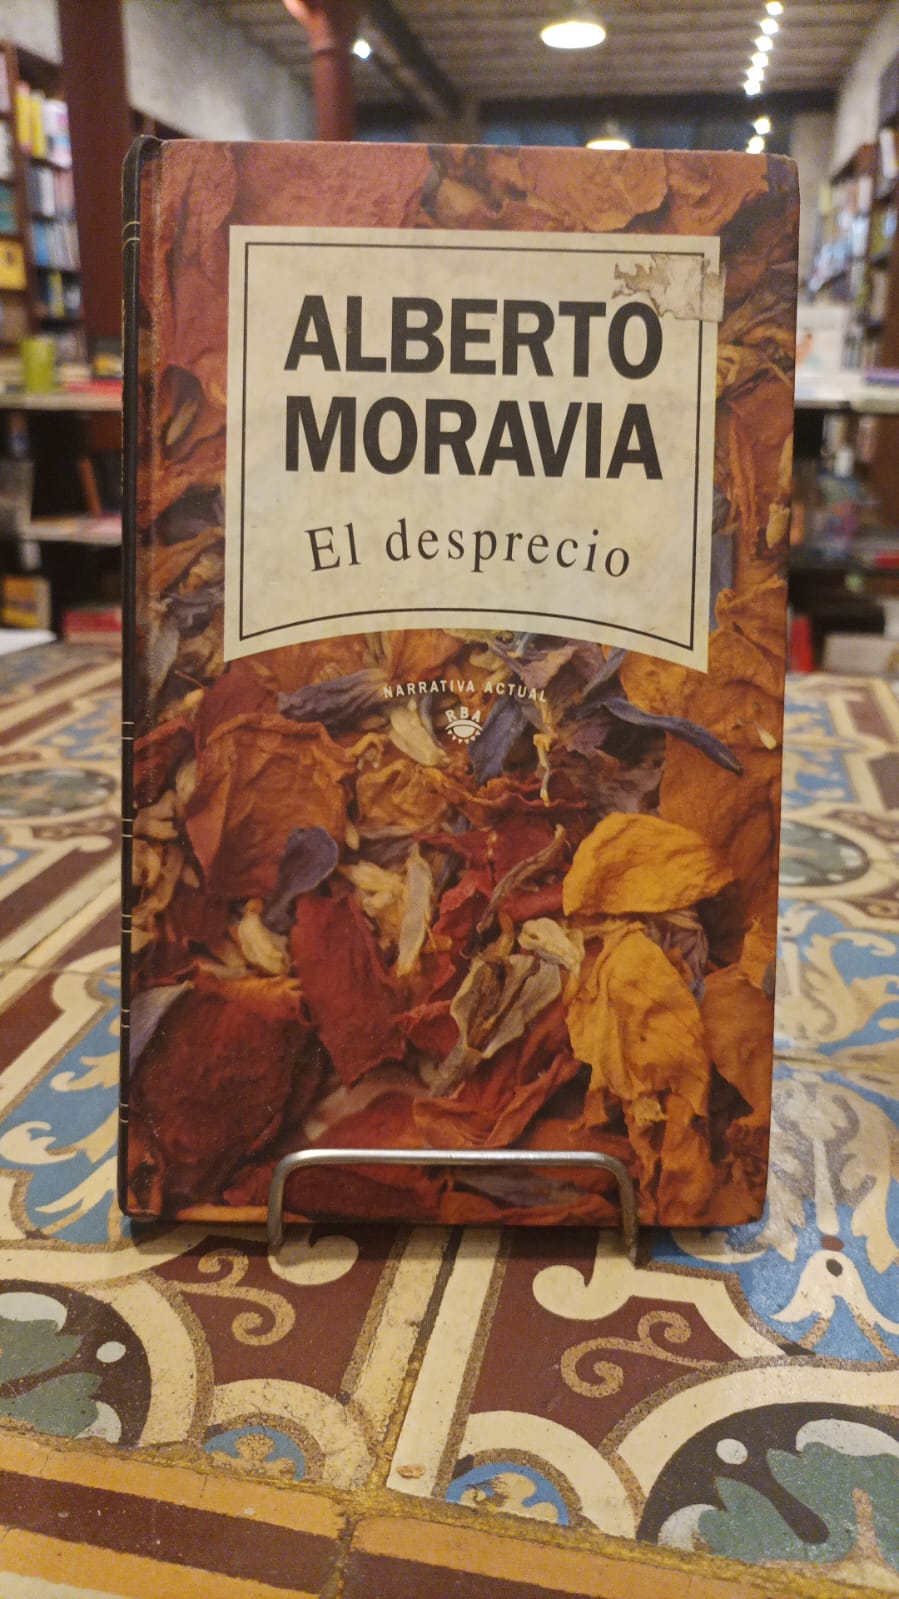 ALBERTO
MORAVIA
El desprecio
NARRATIVA ACTUAL
RBA